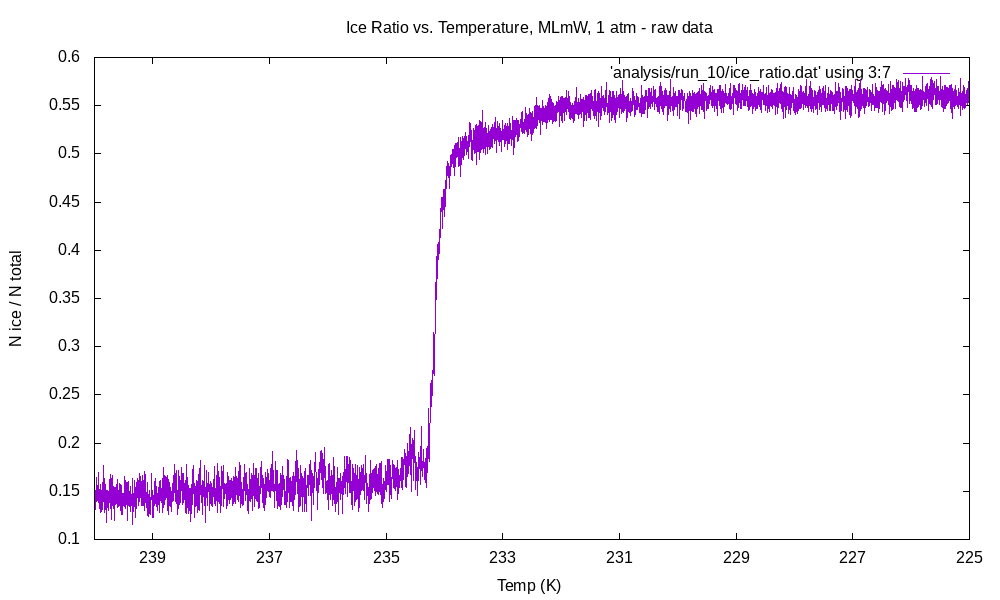 Ice Ratio vs. Temperature, MLmW, 1 atm - raw data
'analysis/run_10/ice_ratio.dat' using 3:7
N ice / N total
0.6
0.55
0.5
0.45
0.4
0.35
0.3
0.25
0.2
0.15
0.1
239 237 235 233 231 229 227 225
Temp (K)